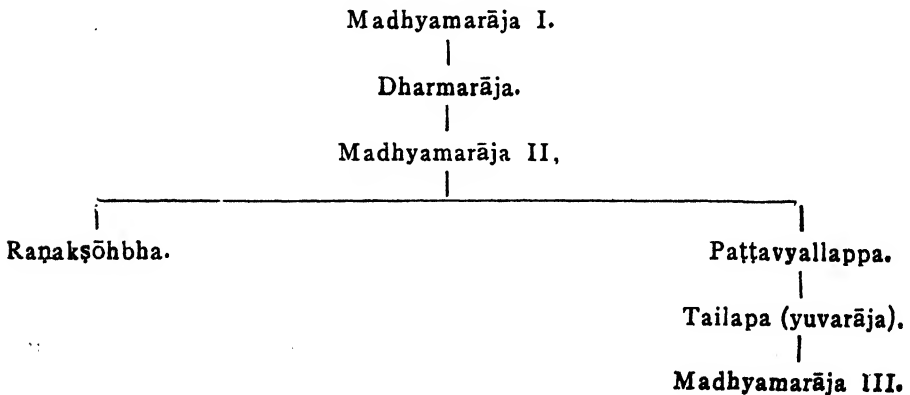 Madhyamarāja I.
Dharmarāja.
Madhyamarāja II,
Raṇakṣōhbha. Paṭṭavyallappa.
Tailapa (yuvarāja).
Madhyamarāja III.